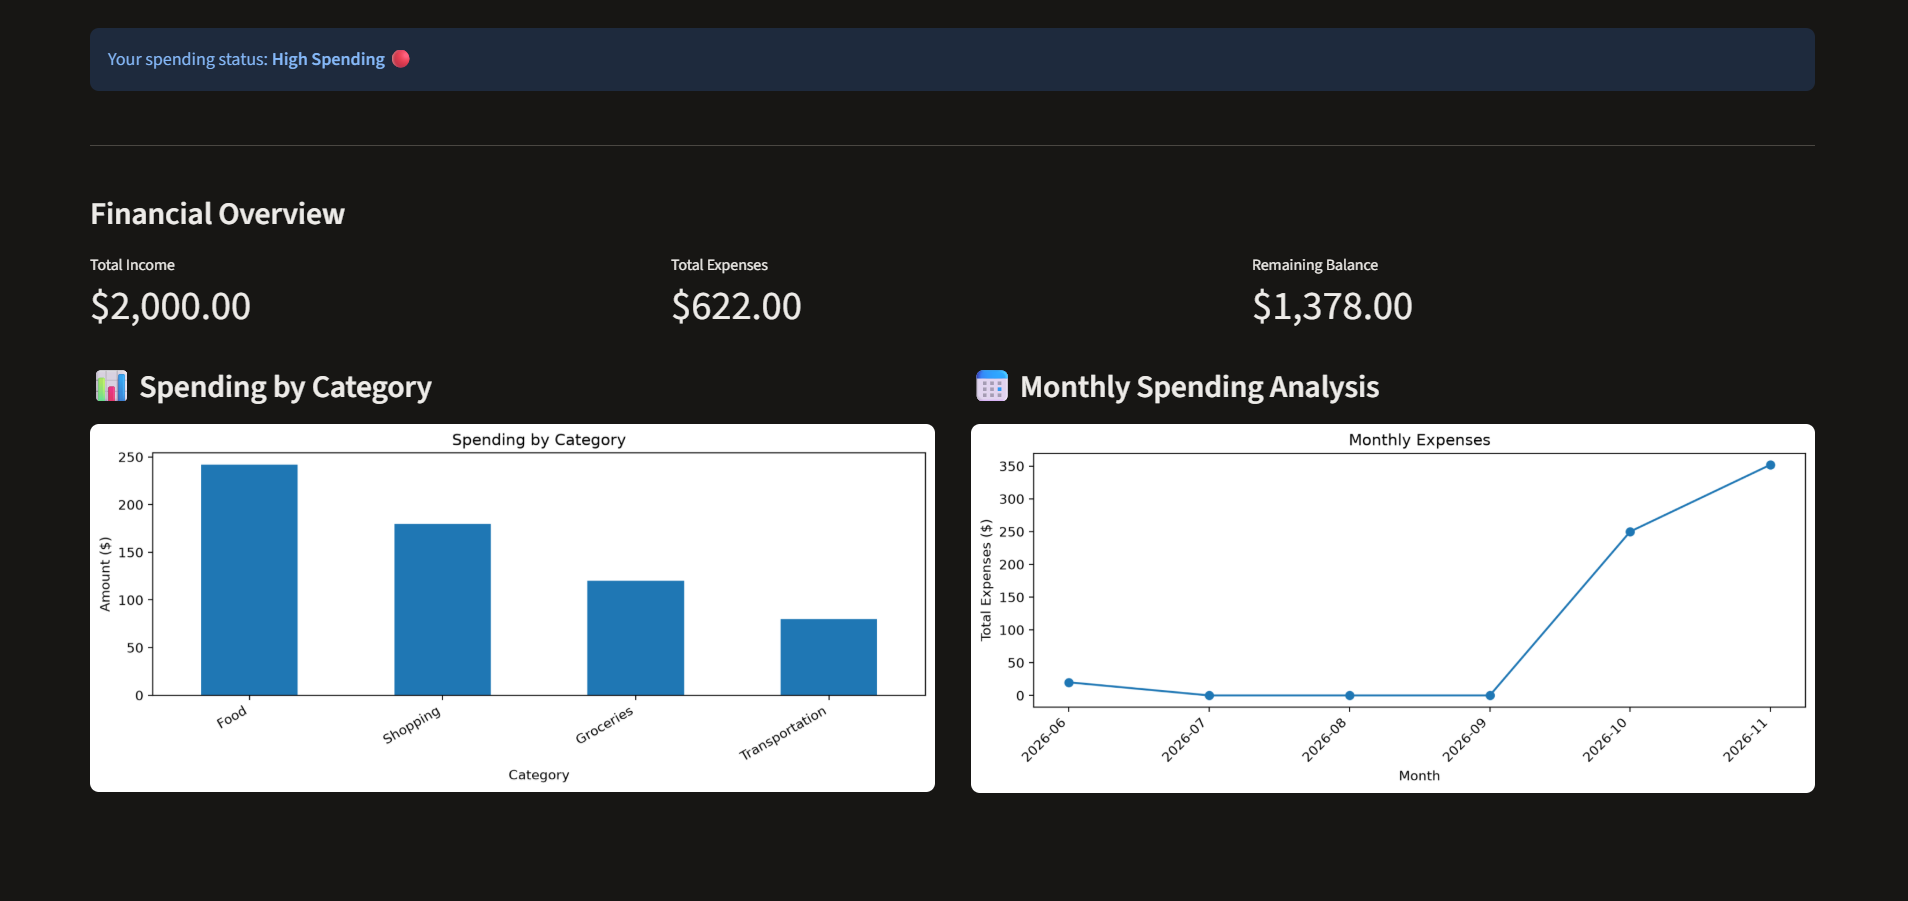 Your spending status: High Spending
Financial Overview
Total Income
$2,000.00
Total Expenses
$622.00
Remaining Balance
$1,378.00
Spending by Category
Spending by Category
250
200
150
100
50
0
Amount ($)
Food
Shopping
Groceries
Transportation
Category
Monthly Spending Analysis
Monthly Expenses
350
300
250
200
150
100
50
0
Total Expenses ($)
2026-06
2026-07
2026-08
2026-09
2026-10
2026-11
Month